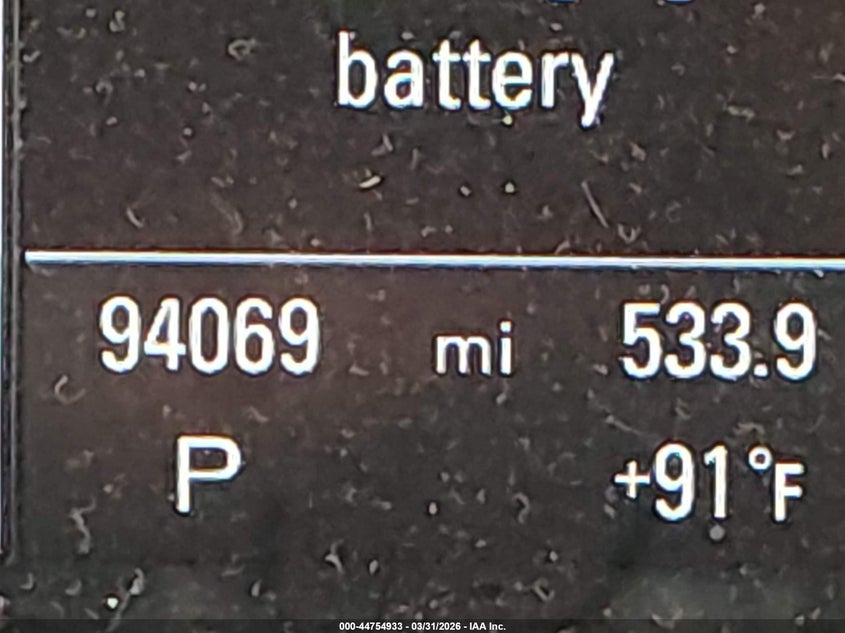 battery
94069 mi 533.9
P +91°F
000-44754933 - 03/31/2026 - IAA Inc.